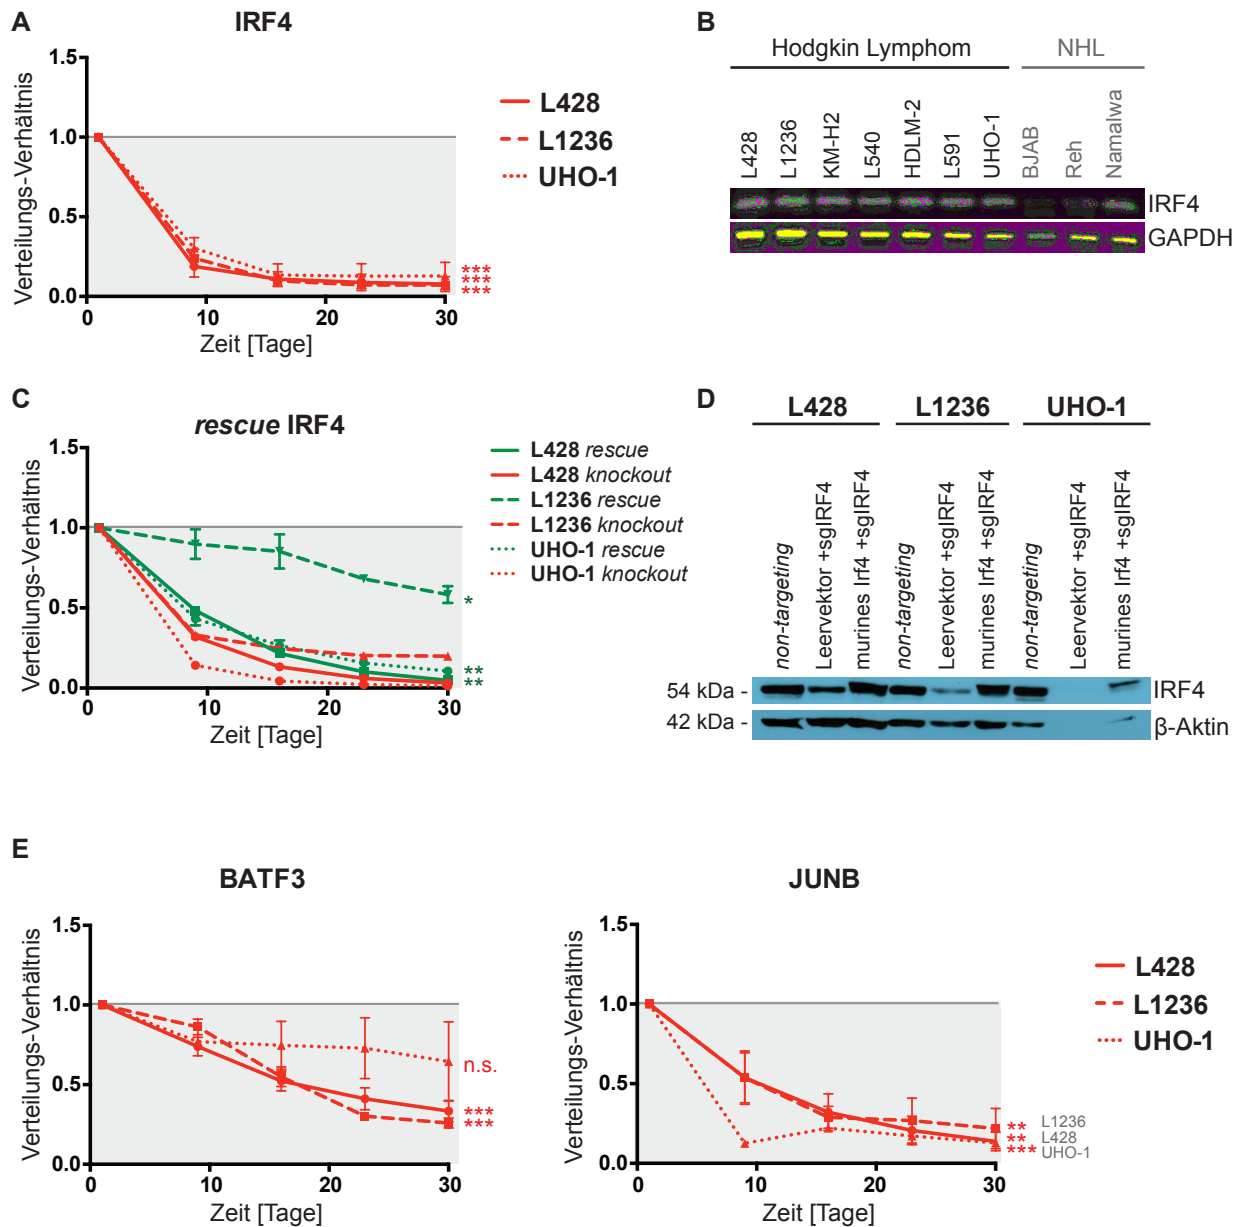 A
IRF4
Verteilungs-Verhältnis
1.5
1.0
0.5
0.0
0
10
20
30
Zeit [Tage]
L428
L1236
UHO-1
***
***
***
B
Hodgkin Lymphom
NHL
L428
L1236
KM-H2
L540
HDLM-2
L591
UHO-1
BJAB
Reh
Namalwa
IRF4
GAPDH
C
rescue IRF4
Verteilungs-Verhältnis
1.5
1.0
0.5
0.0
0
10
20
30
Zeit [Tage]
L428 rescue
L428 knockout
L1236 rescue
L1236 knockout
UHO-1 rescue
UHO-1 knockout
*
**
**
D
L428
L1236
UHO-1
non-targeting
Leervektor +sgIRF4
murines Irf4 +sgIRF4
non-targeting
Leervektor +sgIRF4
murines Irf4 +sgIRF4
non-targeting
Leervektor +sgIRF4
murines Irf4 +sgIRF4
54 kDa -
IRF4
42 kDa -
β-Aktin
E
BATF3
Verteilungs-Verhältnis
1.5
1.0
0.5
0.0
0
10
20
30
Zeit [Tage]
n.s.
***
***
JUNB
Verteilungs-Verhältnis
1.5
1.0
0.5
0.0
0
10
20
30
Zeit [Tage]
** L1236
** L428
*** UHO-1
L428
L1236
UHO-1